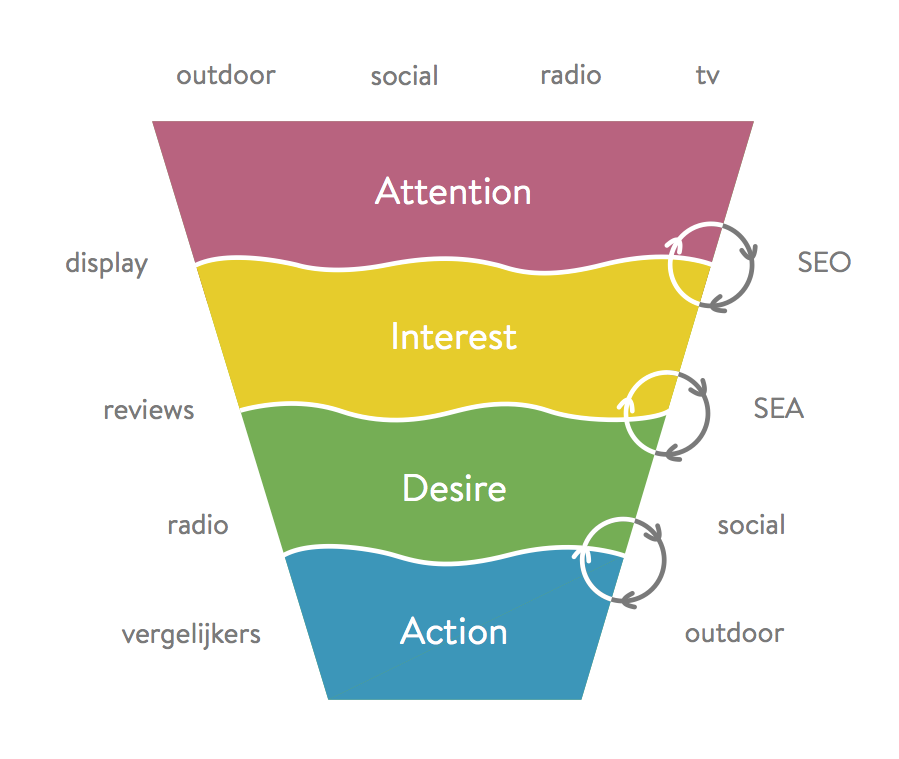 outdoor social radio tv
Attention
display
SEO
Interest
reviews
SEA
Desire
radio
social
Action
vergelijkers
outdoor